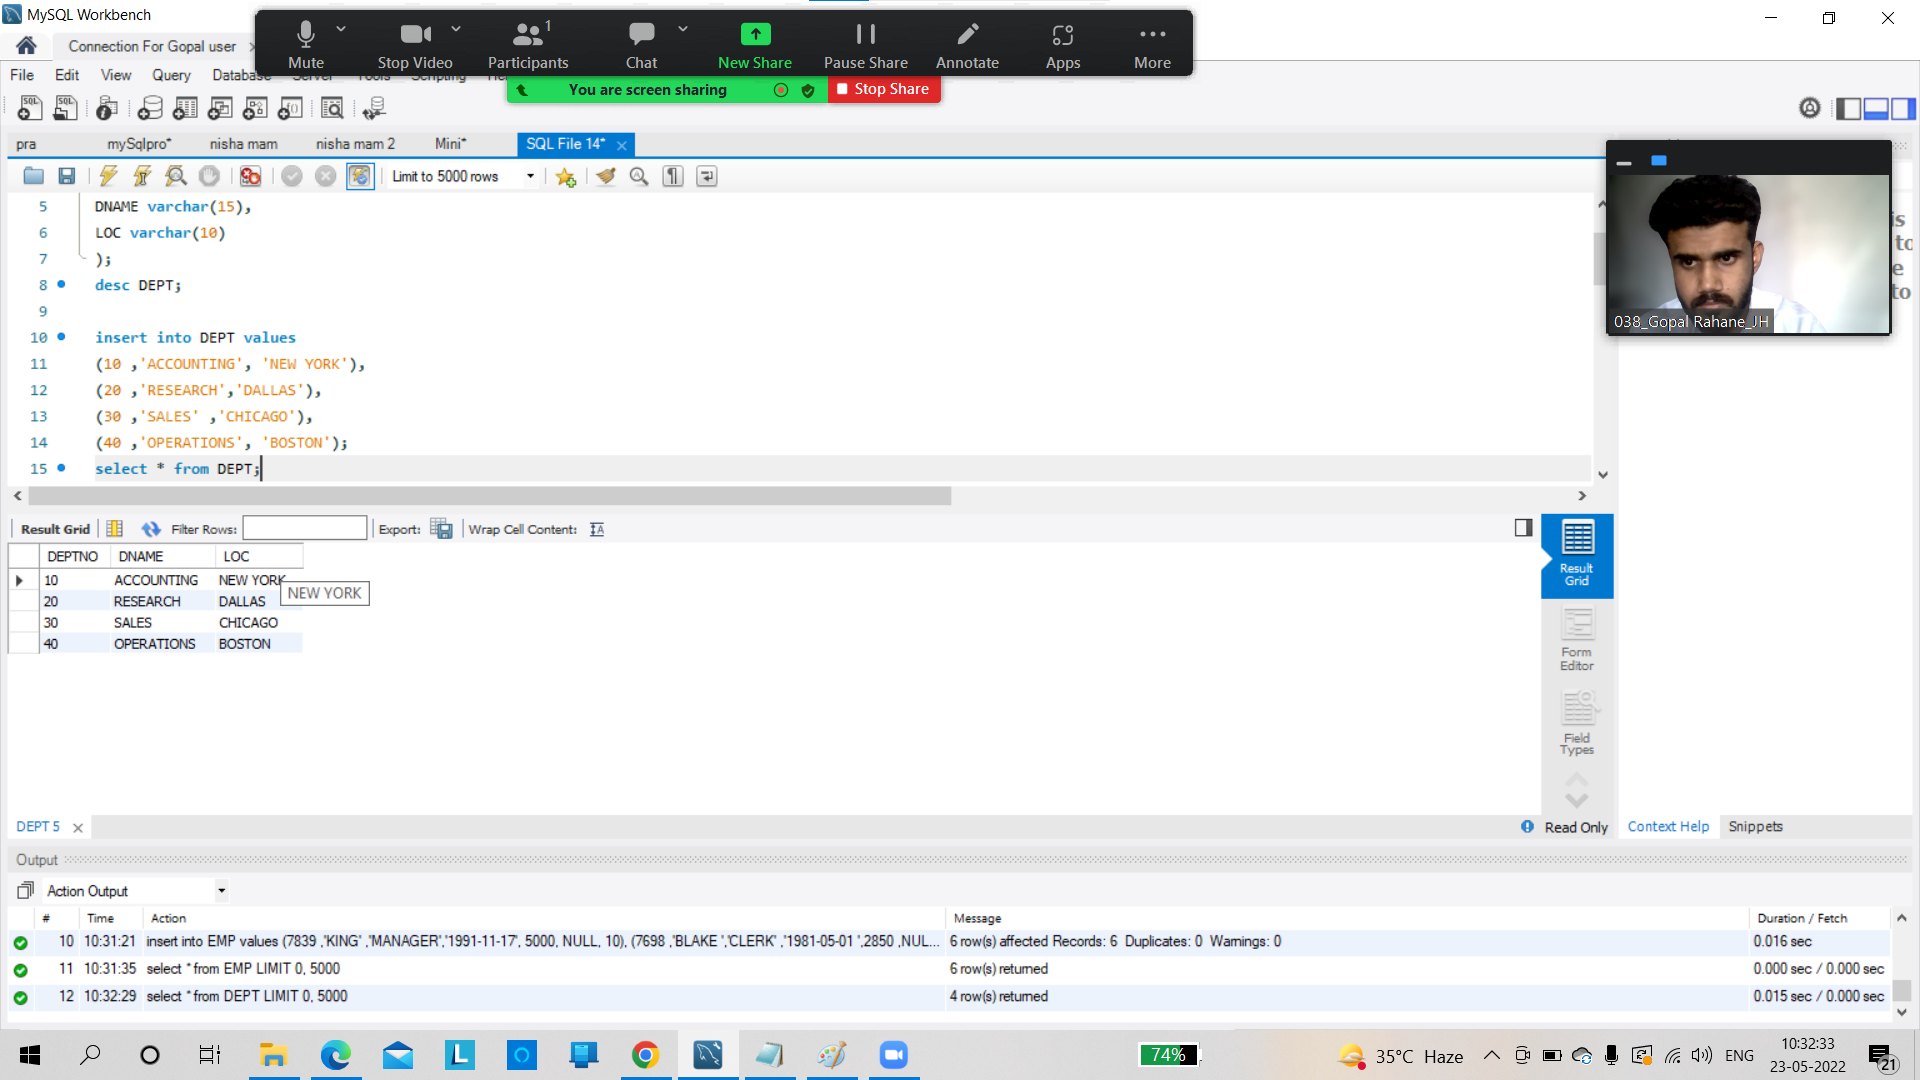 MySQL Workbench
Connection For Gopal user
Mute
Stop Video
Participants
1
Chat
New Share
Pause Share
Annotate
Apps
More
You are screen sharing
Stop Share
File Edit View Query Database
pra mySqlpro* nisha mam nisha mam 2 Mini* SQL File 14*
Limit to 5000 rows
5 DNAME varchar(15),
6 LOC varchar(10)
7 );
8 desc DEPT;
9
10 insert into DEPT values
11 (10 ,'ACCOUNTING', 'NEW YORK'),
12 (20 ,'RESEARCH','DALLAS'),
13 (30 ,'SALES' ,'CHICAGO'),
14 (40 ,'OPERATIONS', 'BOSTON');
15 select * from DEPT;
038_Gopal Rahane_JH
Result Grid Filter Rows: Export: Wrap Cell Content:
DEPTNO DNAME LOC
10 ACCOUNTING NEW YORK
20 RESEARCH DALLAS
30 SALES CHICAGO
40 OPERATIONS BOSTON
NEW YORK
Result Grid
Form Editor
Field Types
DEPT 5
Read Only
Context Help Snippets
Output
Action Output
# Time Action Message Duration / Fetch
10 10:31:21 insert into EMP values (7839 ,'KING' ,'MANAGER','1991-11-17', 5000, NULL, 10), (7698 ,'BLAKE ','CLERK' ,'1981-05-01 ',2850 ,NUL... 6 row(s) affected Records: 6 Duplicates: 0 Warnings: 0 0.016 sec
11 10:31:35 select * from EMP LIMIT 0, 5000 6 row(s) returned 0.000 sec / 0.000 sec
12 10:32:29 select * from DEPT LIMIT 0, 5000 4 row(s) returned 0.015 sec / 0.000 sec
74%
35°C Haze
ENG
10:32:33
23-05-2022
21